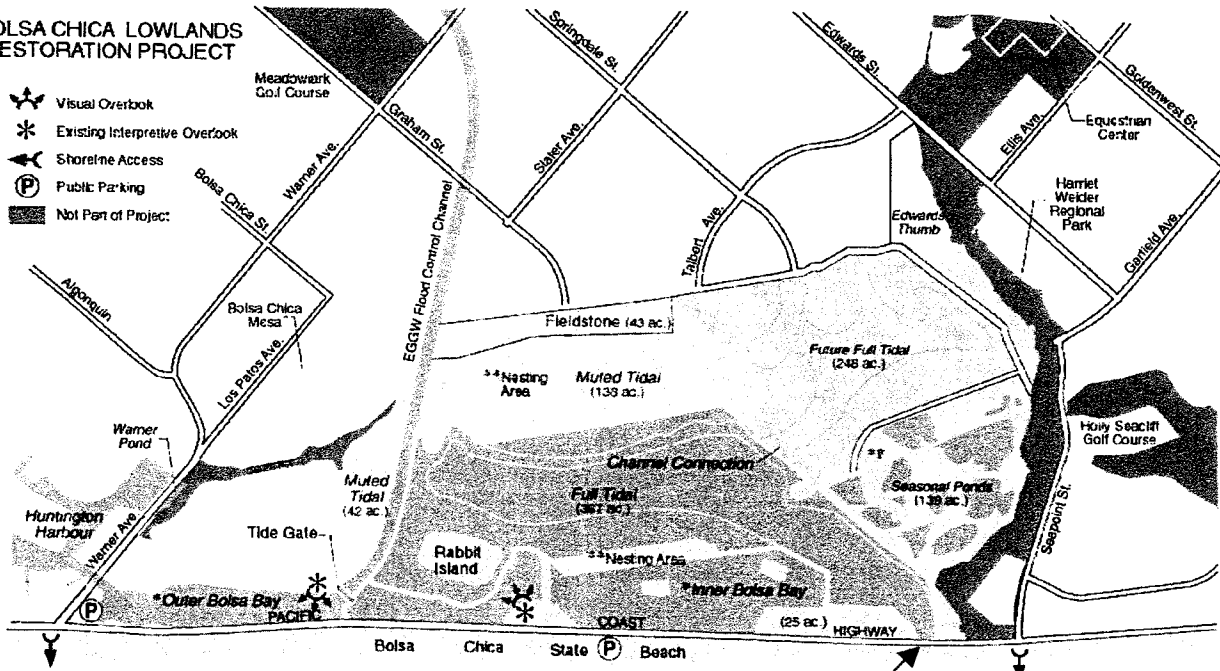 OLSA CHICA LOWLANDS
ESTORATION PROJECT
Visual Overlook
Existing Interpretive Overlook
Shoreline Access
P Public Parking
Not Part of Project
Meadowlark
Golf Course
Springdale St.
Edwards St.
Goldenwest St.
Equestrian
Center
Ellis Ave.
Graham St.
Slater Ave.
Warner Ave.
Bolsa Chica St.
Algonquin
Bolsa Chica
Mesa
Los Patos Ave.
EGGW Flood Control Channel
Talbert Ave.
Edwards
Thumb
Harriet
Weider
Regional
Park
Garfield Ave.
Fieldstone (43 ac.)
Future Full Tidal
(248 ac.)
**Nesting
Area
Muted Tidal
(138 ac.)
Warner
Pond
Channel Connection
Holly Seacliff
Golf Course
Seasonal Ponds
(139 ac.)
Muted
Tidal
(42 ac.)
Full Tidal
Huntington
Harbour
Warner Ave.
Tide Gate
Rabbit
Island
**Nesting Area
Seapoint St.
*Outer Bolsa Bay
*Inner Bolsa Bay
(25 ac.)
P
PACIFIC
COAST
HIGHWAY
Bolsa Chica State P Beach